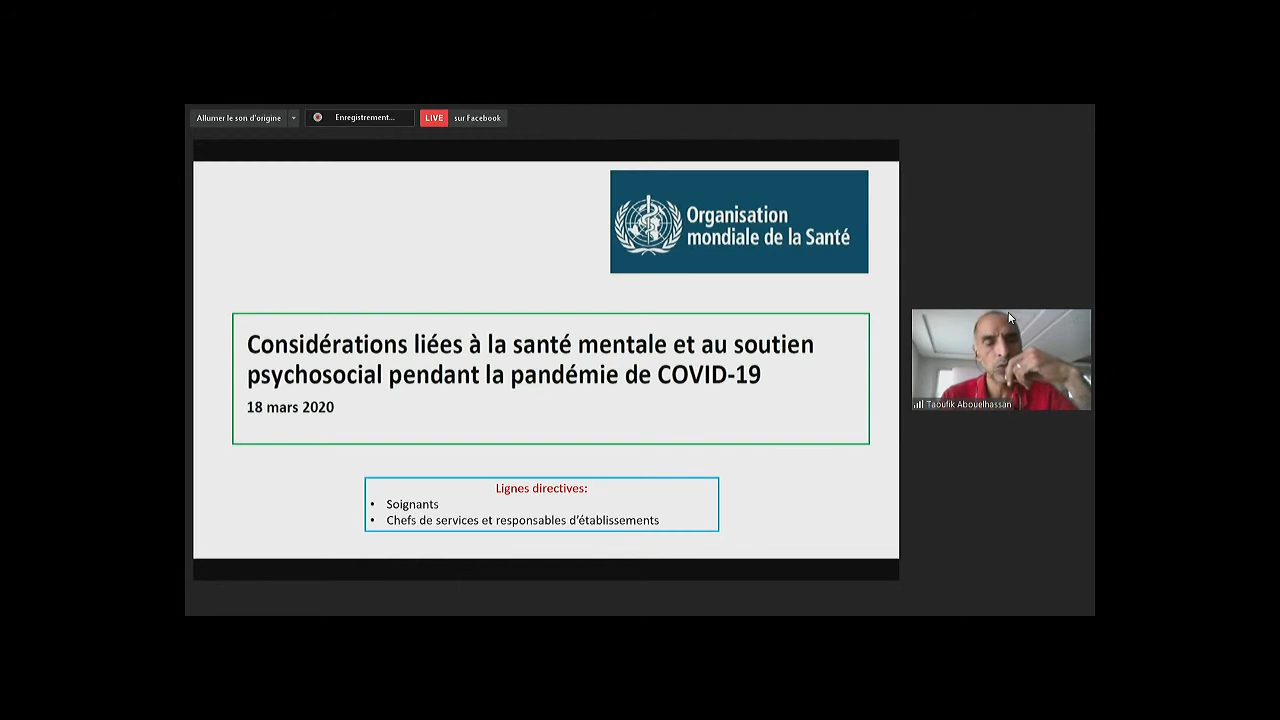 Allumer le son d'origine
Enregistrement...
LIVE
sur Facebook
Organisation
mondiale de la Santé
Considérations liées à la santé mentale et au soutien
psychosocial pendant la pandémie de COVID-19
18 mars 2020
Lignes directives:
• Soignants
• Chefs de services et responsables d'établissements
Taoufik Abouelhassan